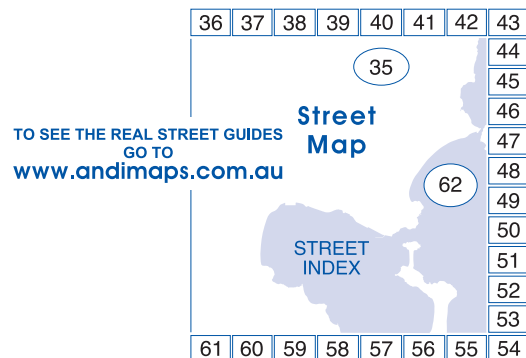 36 37 38 39 40 41 42 43
44
35
45
46
Street
Map
47
TO SEE THE REAL STREET GUIDES
GO TO
www.andimaps.com.au
48
62
49
50
STREET
INDEX
51
52
53
61 60 59 58 57 56 55 54